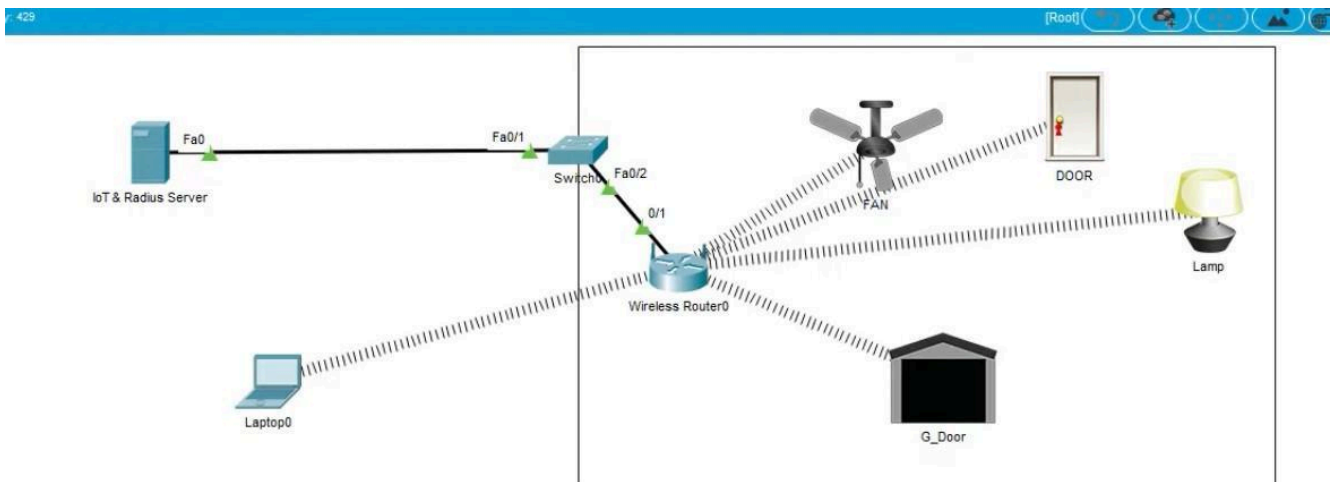 y: 429
[Root]
Fa0
Fa0/1
IoT & Radius Server
Switch0
Fa0/2
0/1
Wireless Router0
Laptop0
FAN
DOOR
Lamp
G_Door